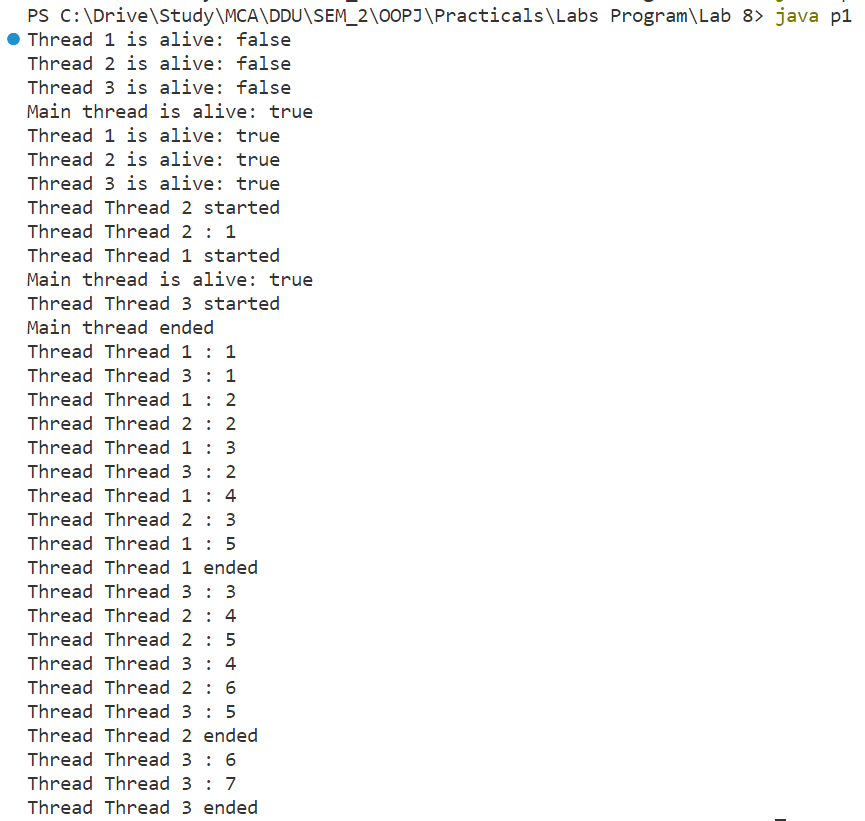 PS C:\Drive\Study\MCA\DDU\SEM_2\OOPJ\Practicals\Labs Program\Lab 8> java p1
Thread 1 is alive: false
Thread 2 is alive: false
Thread 3 is alive: false
Main thread is alive: true
Thread 1 is alive: true
Thread 2 is alive: true
Thread 3 is alive: true
Thread Thread 2 started
Thread Thread 2 : 1
Thread Thread 1 started
Main thread is alive: true
Thread Thread 3 started
Main thread ended
Thread Thread 1 : 1
Thread Thread 3 : 1
Thread Thread 1 : 2
Thread Thread 2 : 2
Thread Thread 1 : 3
Thread Thread 3 : 2
Thread Thread 1 : 4
Thread Thread 2 : 3
Thread Thread 1 : 5
Thread Thread 1 ended
Thread Thread 3 : 3
Thread Thread 2 : 4
Thread Thread 2 : 5
Thread Thread 3 : 4
Thread Thread 2 : 6
Thread Thread 3 : 5
Thread Thread 2 ended
Thread Thread 3 : 6
Thread Thread 3 : 7
Thread Thread 3 ended